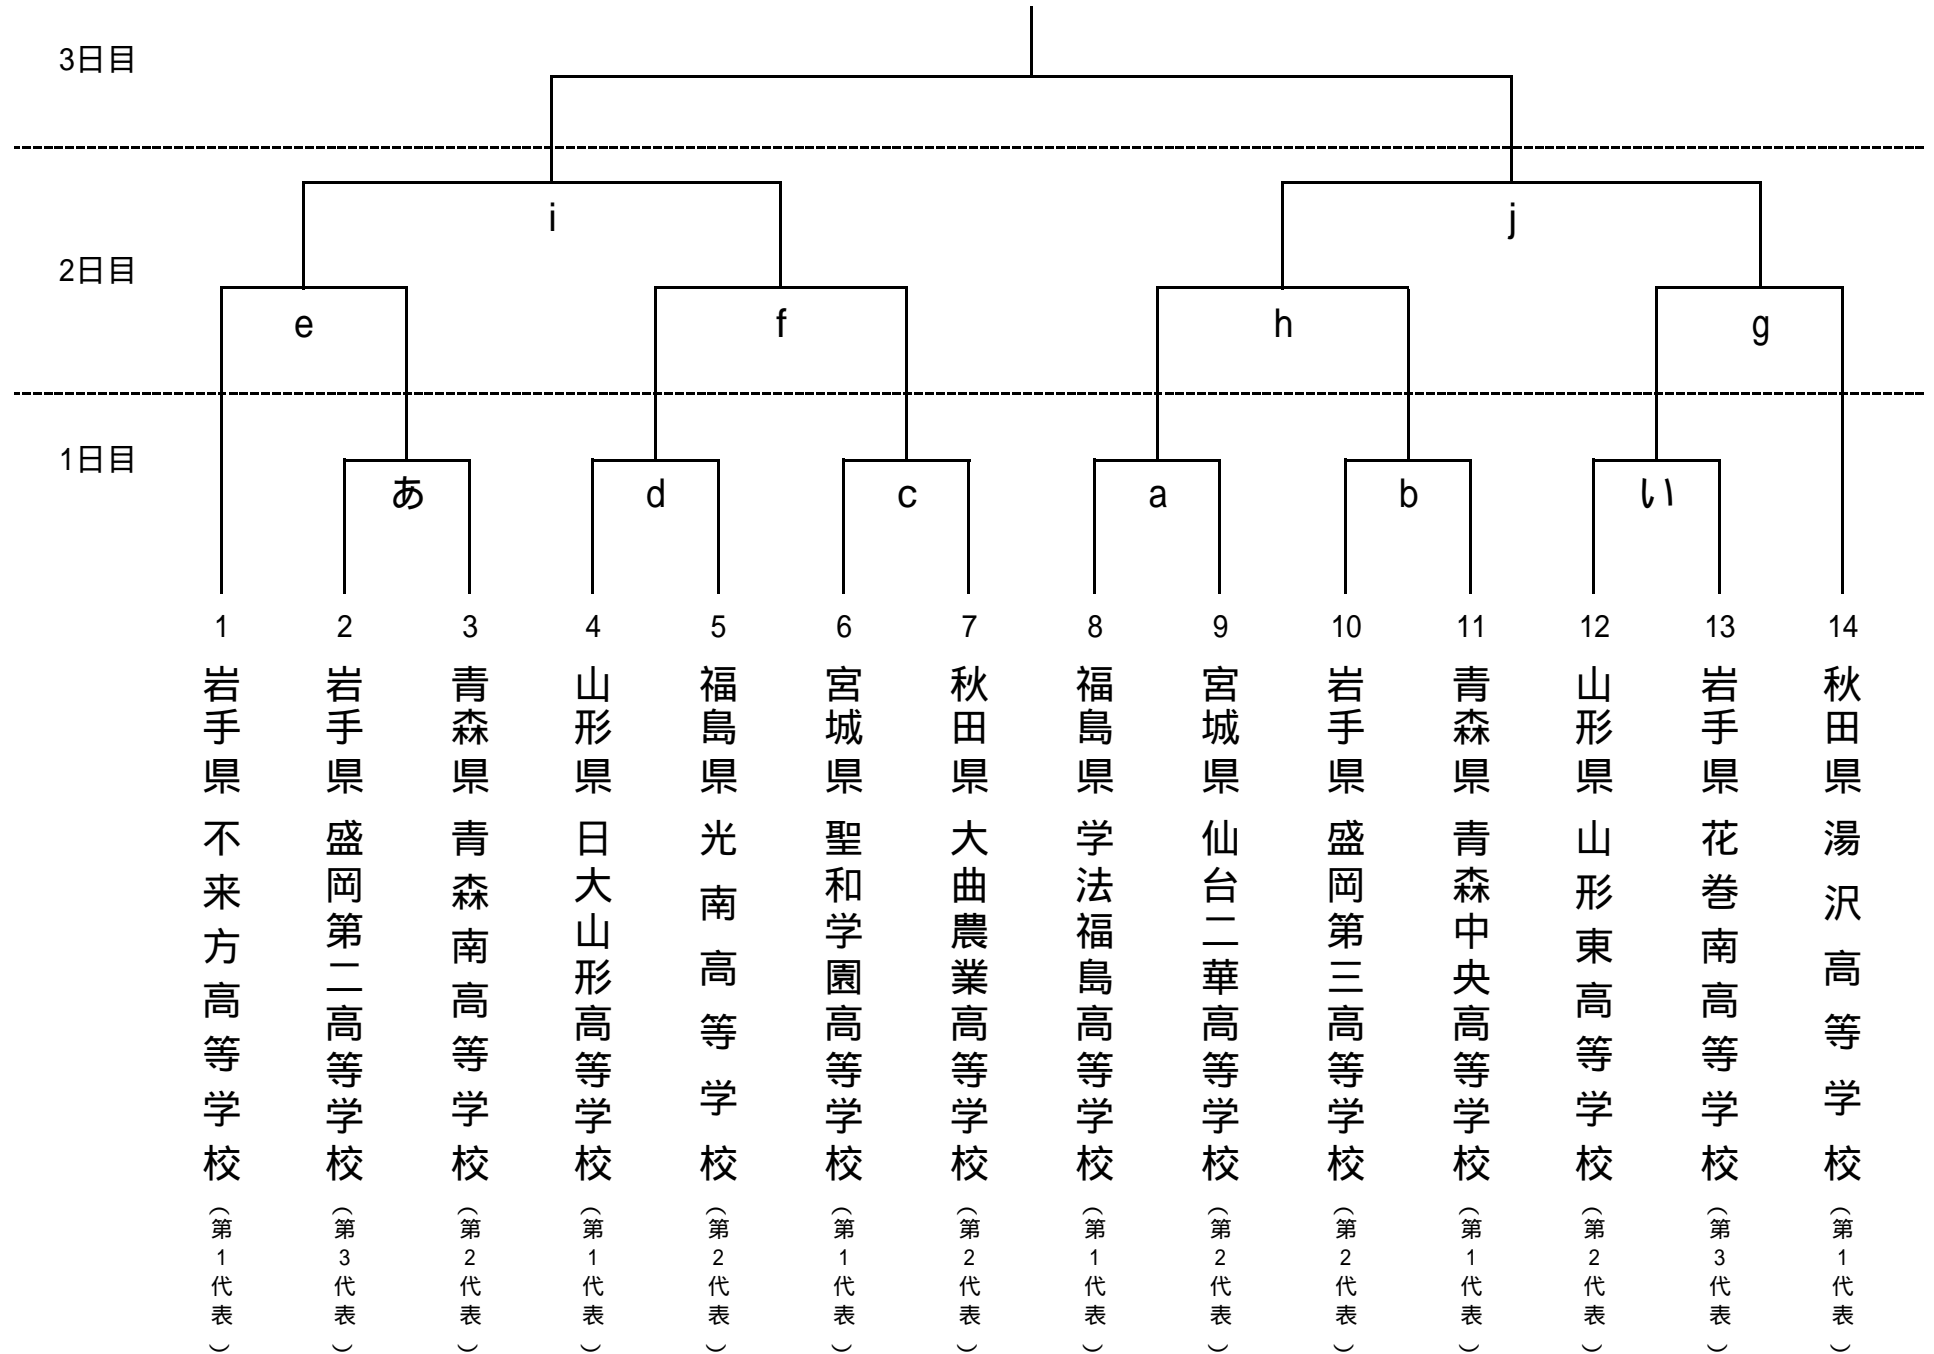 3日目
i
j
2日目
e
f
h
g
1日目
あ
d
c
a
b
い
1
岩手県 不来方高等学校（第1代表）
2
岩手県 盛岡第二高等学校（第3代表）
3
青森県 青森南高等学校（第2代表）
4
山形県 日大山形高等学校（第1代表）
5
福島県 光南高等学校（第2代表）
6
宮城県 聖和学園高等学校（第1代表）
7
秋田県 大曲農業高等学校（第2代表）
8
福島県 学法福島高等学校（第1代表）
9
宮城県 仙台二華高等学校（第2代表）
10
岩手県 盛岡第三高等学校（第2代表）
11
青森県 青森中央高等学校（第1代表）
12
山形県 山形東高等学校（第2代表）
13
岩手県 花巻南高等学校（第3代表）
14
秋田県 湯沢高等学校（第1代表）